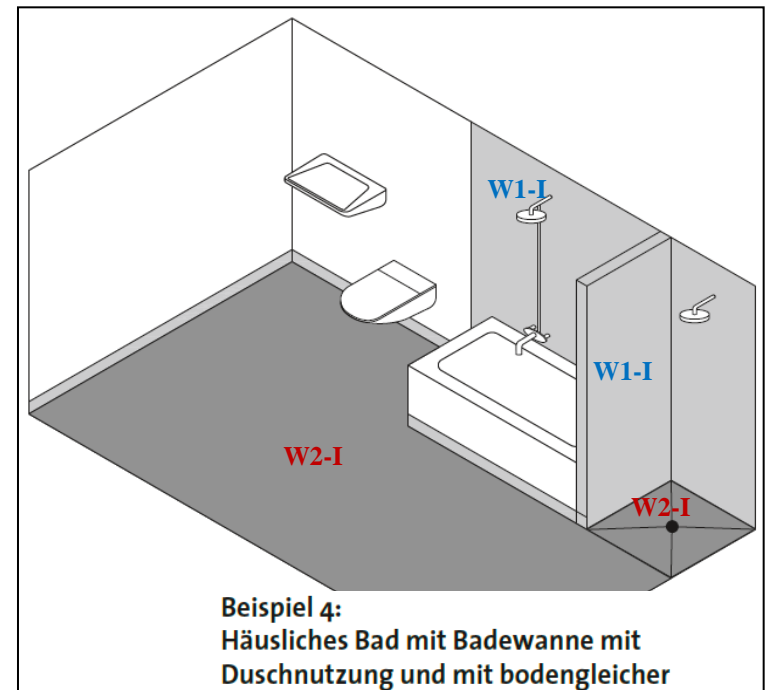 W1-I
W1-I
W2-I
W2-I
Beispiel 4:
Häusliches Bad mit Badewanne mit
Duschnutzung und mit bodengleicher